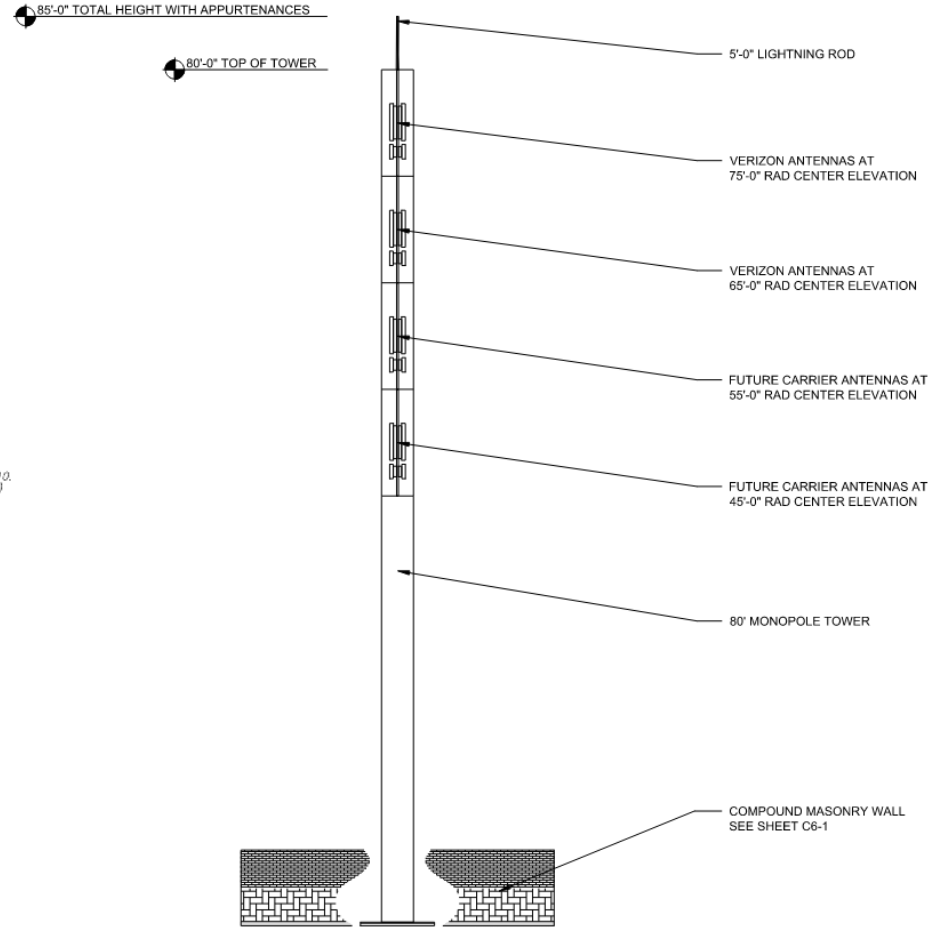 85'-0" TOTAL HEIGHT WITH APPURTENANCES
80'-0" TOP OF TOWER
5'-0" LIGHTNING ROD
VERIZON ANTENNAS AT
75'-0" RAD CENTER ELEVATION
VERIZON ANTENNAS AT
65'-0" RAD CENTER ELEVATION
FUTURE CARRIER ANTENNAS AT
55'-0" RAD CENTER ELEVATION
FUTURE CARRIER ANTENNAS AT
45'-0" RAD CENTER ELEVATION
80' MONOPOLE TOWER
COMPOUND MASONRY WALL
SEE SHEET C6-1